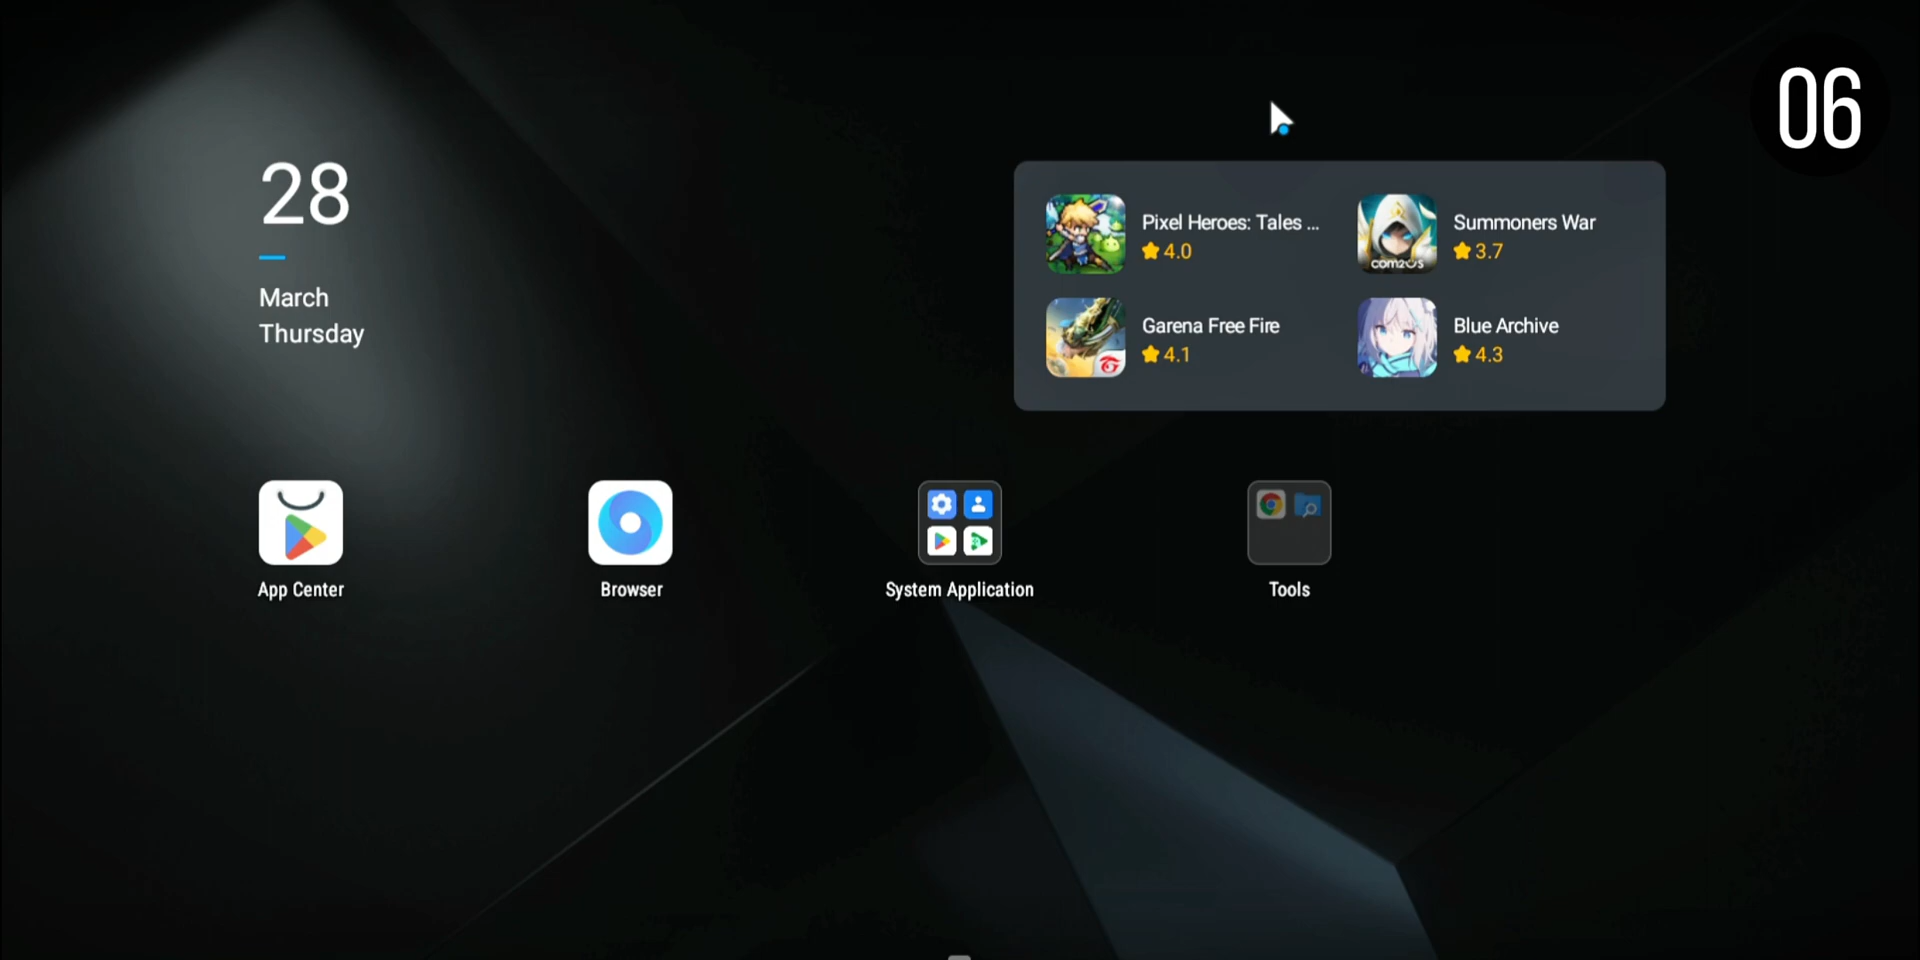 06
28
March
Thursday
Pixel Heroes: Tales ...
4.0
Summoners War
3.7
com2us
Garena Free Fire
4.1
Blue Archive
4.3
App Center
Browser
System Application
Tools